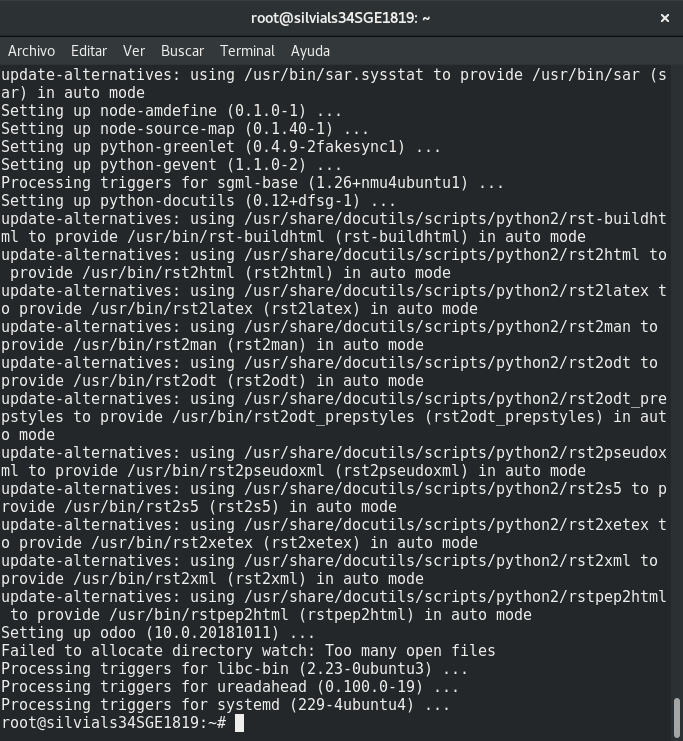 root@silvials34SGE1819: ~
×
Archivo Editar Ver Buscar Terminal Ayuda
update-alternatives: using /usr/bin/sar.sysstat to provide /usr/bin/sar (s
ar) in auto mode
Setting up node-amdefine (0.1.0-1) ...
Setting up node-source-map (0.1.40-1) ...
Setting up python-greenlet (0.4.9-2fakesync1) ...
Setting up python-gevent (1.1.0-2) ...
Processing triggers for sgml-base (1.26+nmu4ubuntu1) ...
Setting up python-docutils (0.12+dfsg-1) ...
update-alternatives: using /usr/share/docutils/scripts/python2/rst-buildht
ml to provide /usr/bin/rst-buildhtml (rst-buildhtml) in auto mode
update-alternatives: using /usr/share/docutils/scripts/python2/rst2html to
 provide /usr/bin/rst2html (rst2html) in auto mode
update-alternatives: using /usr/share/docutils/scripts/python2/rst2latex t
o provide /usr/bin/rst2latex (rst2latex) in auto mode
update-alternatives: using /usr/share/docutils/scripts/python2/rst2man to 
provide /usr/bin/rst2man (rst2man) in auto mode
update-alternatives: using /usr/share/docutils/scripts/python2/rst2odt to 
provide /usr/bin/rst2odt (rst2odt) in auto mode
update-alternatives: using /usr/share/docutils/scripts/python2/rst2odt_pre
pstyles to provide /usr/bin/rst2odt_prepstyles (rst2odt_prepstyles) in aut
o mode
update-alternatives: using /usr/share/docutils/scripts/python2/rst2pseudox
ml to provide /usr/bin/rst2pseudoxml (rst2pseudoxml) in auto mode
update-alternatives: using /usr/share/docutils/scripts/python2/rst2s5 to p
rovide /usr/bin/rst2s5 (rst2s5) in auto mode
update-alternatives: using /usr/share/docutils/scripts/python2/rst2xetex t
o provide /usr/bin/rst2xetex (rst2xetex) in auto mode
update-alternatives: using /usr/share/docutils/scripts/python2/rst2xml to 
provide /usr/bin/rst2xml (rst2xml) in auto mode
update-alternatives: using /usr/share/docutils/scripts/python2/rstpep2html
 to provide /usr/bin/rstpep2html (rstpep2html) in auto mode
Setting up odoo (10.0.20181011) ...
Failed to allocate directory watch: Too many open files
Processing triggers for libc-bin (2.23-0ubuntu3) ...
Processing triggers for ureadahead (0.100.0-19) ...
Processing triggers for systemd (229-4ubuntu4) ...
root@silvials34SGE1819:~#